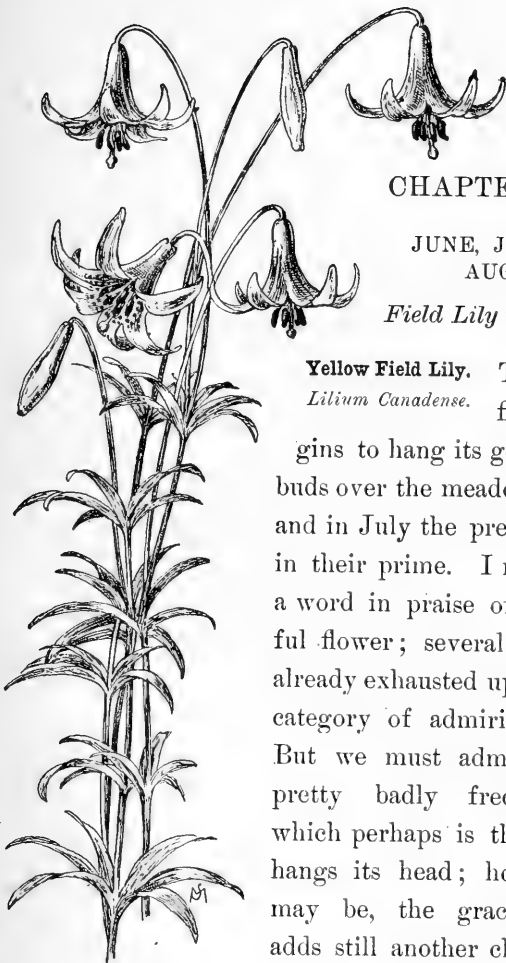 CHAPTE
JUNE, J
AUG
Field Lily
Yellow Field Lily. T
Lilium Canadense. f
gins to hang its g
buds over the meade
and in July the pre
in their prime. I r
a word in praise o
ful flower; several
already exhausted up
category of admiri
But we must adm
pretty badly free
which perhaps is th
hangs its head; ho
may be, the grac
adds still another c